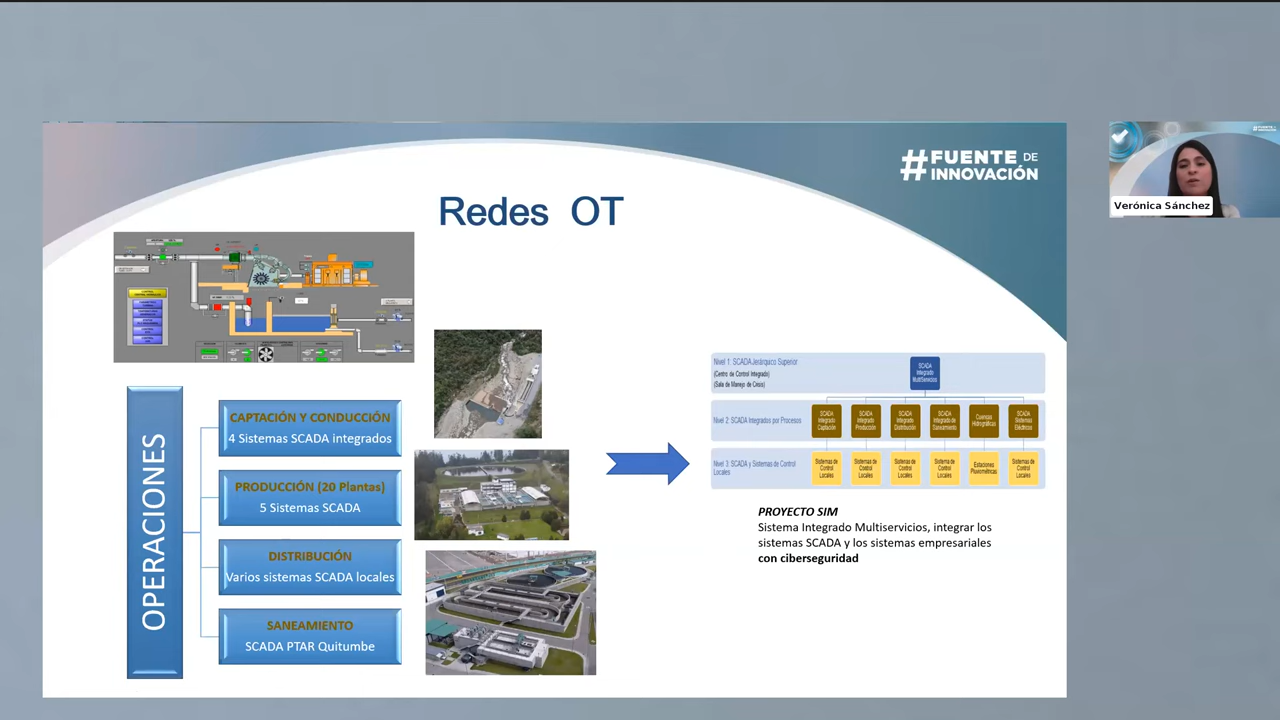 #FUENTE DE
INNOVACIÓN
Redes OT
#FUENTE DE
INNOVACIÓN
Verónica Sánchez
OPERACIONES
CAPTACIÓN Y CONDUCCIÓN
4 Sistemas SCADA integrados
PRODUCCIÓN (20 Plantas)
5 Sistemas SCADA
DISTRIBUCIÓN
Varios sistemas SCADA locales
SANEAMIENTO
SCADA PTAR Quitumbe
Nivel 1: SCADA Jerárquico Superior
(Centro de Control Integrado)
(Sala de Manejo de Crisis)
SCADA
Integrado
MultiServicios
Nivel 2: SCADA Integrados por Procesos
SCADA
Integrado
Captación
SCADA
Integrado
Producción
SCADA
Integrado
Distribución
SCADA
Integrado de
Saneamiento
Cuencas
Hidrográficas
SCADA
Sistemas
Eléctricos
Nivel 3: SCADA y Sistemas de Control
Locales
Sistemas de
Control
Locales
Sistemas de
Control
Locales
Sistemas de
Control
Locales
Sistema de
Control
Locales
Estaciones
Pluviométricas
Sistemas de
Control
Locales
PROYECTO SIM
Sistema Integrado Multiservicios, integrar los
sistemas SCADA y los sistemas empresariales
con ciberseguridad